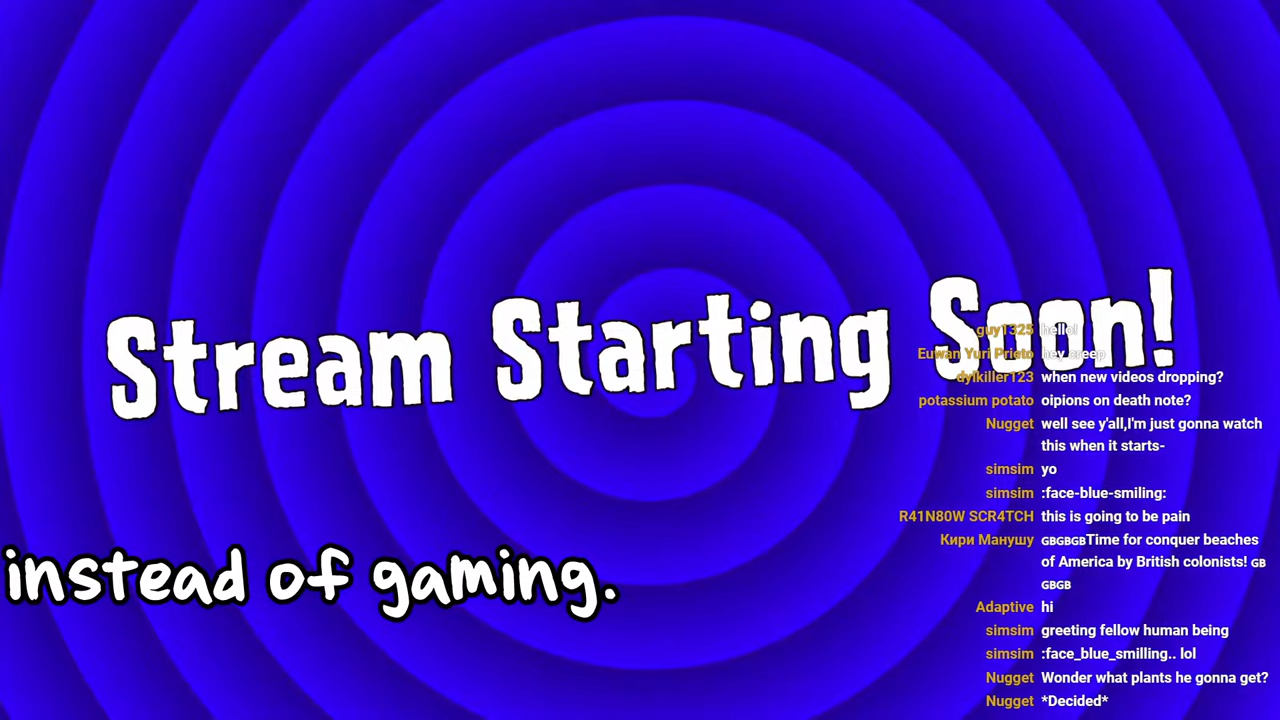 Stream Starting Soon!
guy1325 hello!
Euwan Yuri Prieto hey creep
dylkiller123 when new videos dropping?
potassium potato oipions on death note?
Nugget well see y'all,I'm just gonna watch
this when it starts-
simsim yo
simsim :face-blue-smiling:
R41N80W SCR4TCH this is going to be pain
Кири Манушу GBGBGBTime for conquer beaches
of America by British colonists! GB
GBGB
instead of gaming.
Adaptive hi
simsim greeting fellow human being
simsim :face_blue_smilling.. lol
Nugget Wonder what plants he gonna get?
Nugget *Decided*